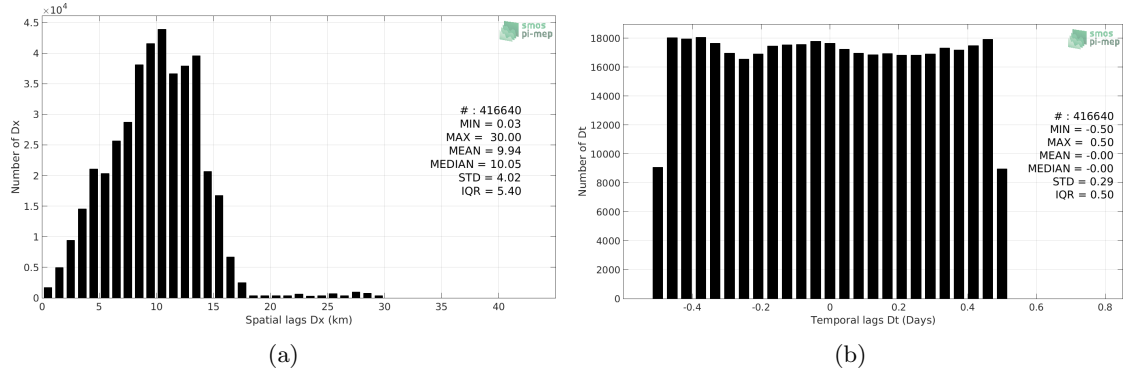 ×10⁴
4.5
4
3.5
3
2.5
2
1.5
1
0.5
0
Number of Dx
smos
pi-mep
# : 416640
MIN = 0.03
MAX = 30.00
MEAN = 9.94
MEDIAN = 10.05
STD = 4.02
IQR = 5.40
0 5 10 15 20 25 30 35 40
Spatial lags Dx (km)
(a)
18000
16000
14000
12000
10000
8000
6000
4000
2000
0
Number of Dt
smos
pi-mep
# : 416640
MIN = -0.50
MAX = 0.50
MEAN = -0.00
MEDIAN = -0.00
STD = 0.29
IQR = 0.50
-0.4 -0.2 0 0.2 0.4 0.6 0.8
Temporal lags Dt (Days)
(b)